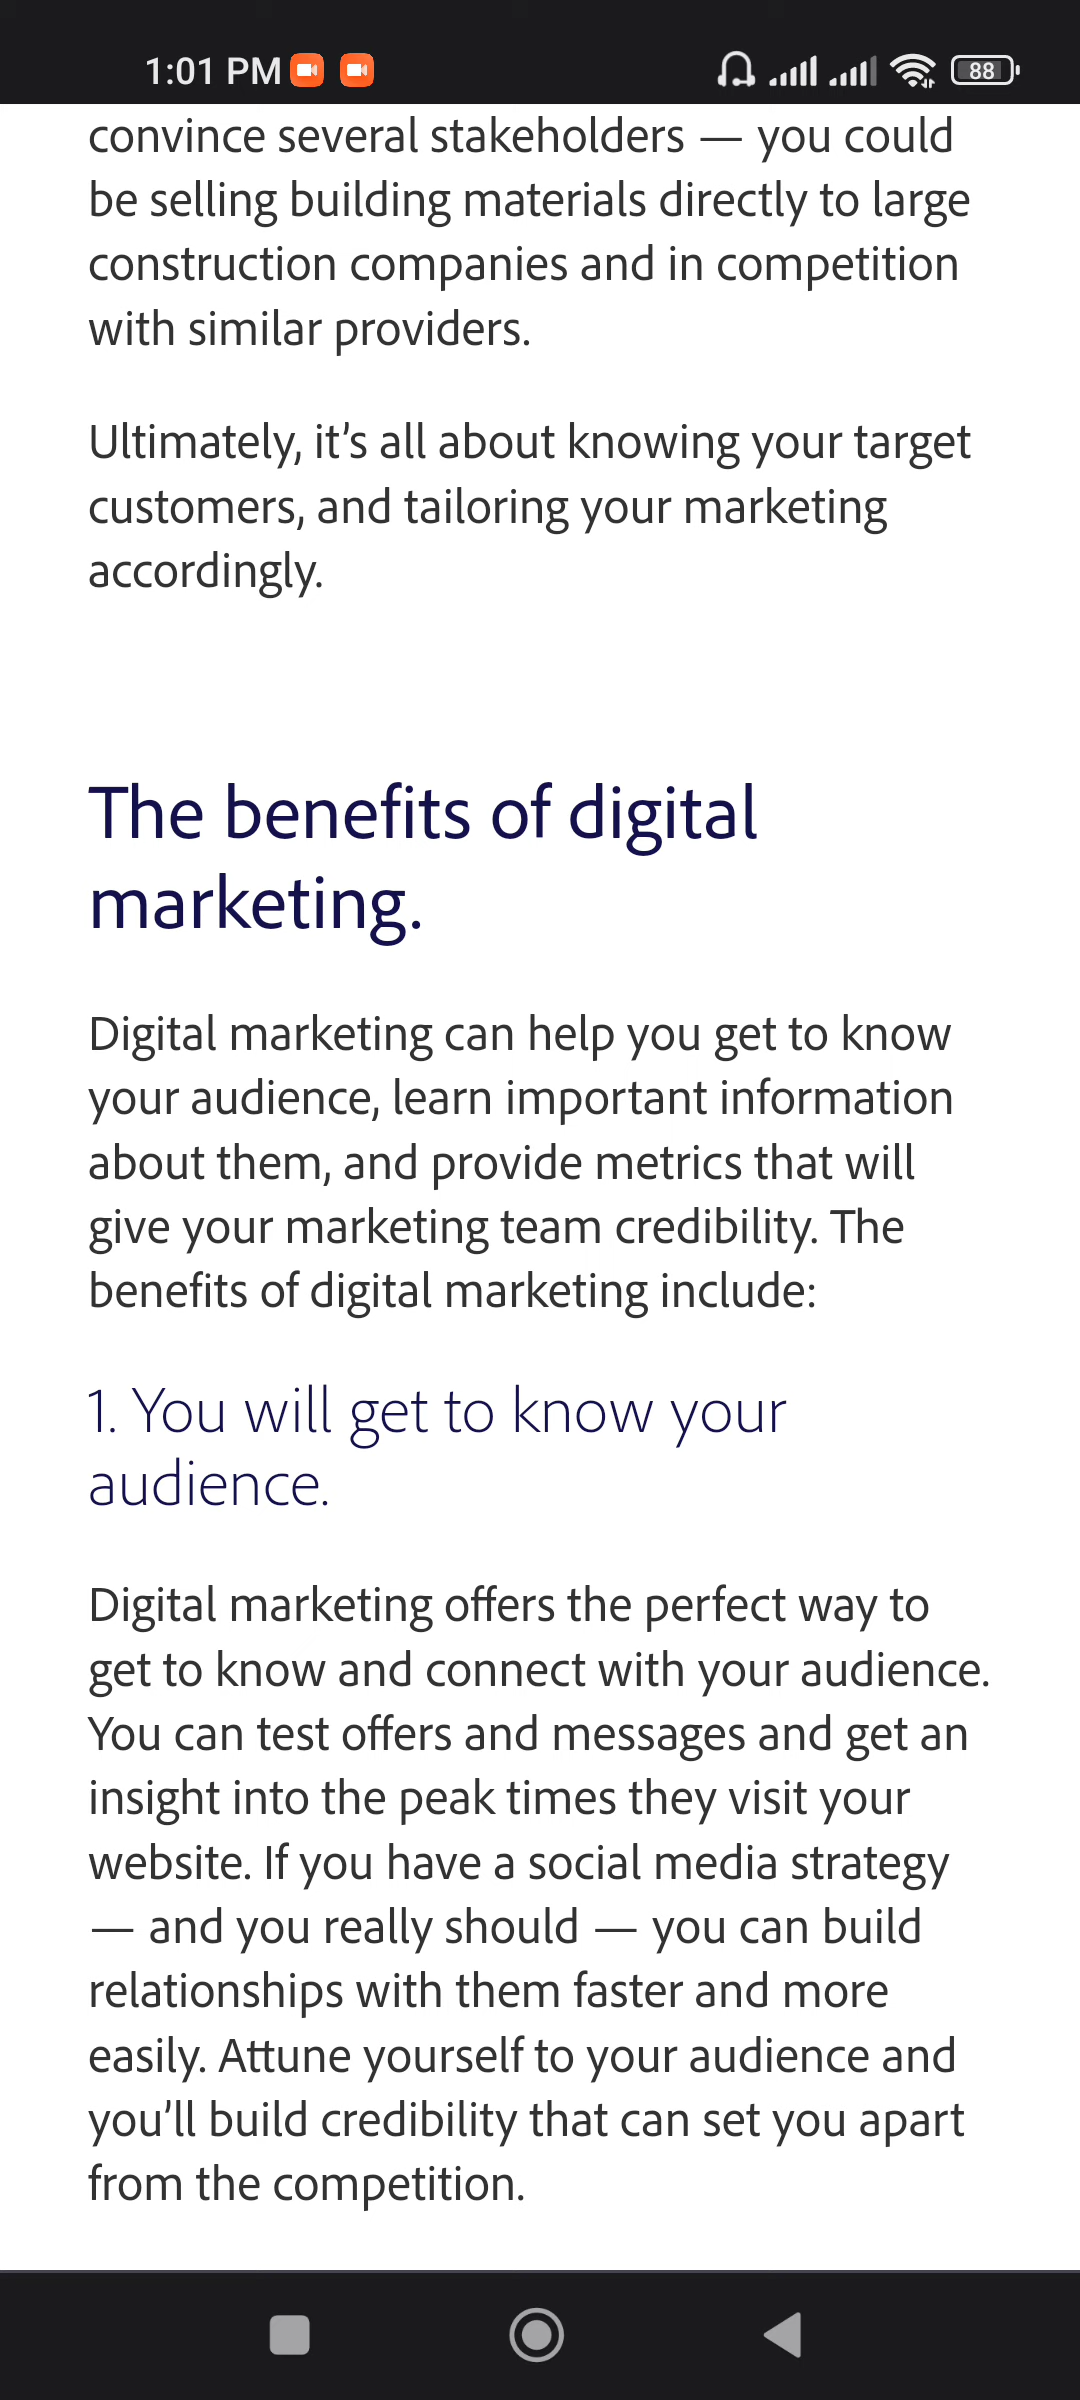 1:01 PM
88
convince several stakeholders — you could
be selling building materials directly to large
construction companies and in competition
with similar providers.
Ultimately, it’s all about knowing your target
customers, and tailoring your marketing
accordingly.
The benefits of digital
marketing.
Digital marketing can help you get to know
your audience, learn important information
about them, and provide metrics that will
give your marketing team credibility. The
benefits of digital marketing include:
1. You will get to know your
audience.
Digital marketing offers the perfect way to
get to know and connect with your audience.
You can test offers and messages and get an
insight into the peak times they visit your
website. If you have a social media strategy
— and you really should — you can build
relationships with them faster and more
easily. Attune yourself to your audience and
you’ll build credibility that can set you apart
from the competition.